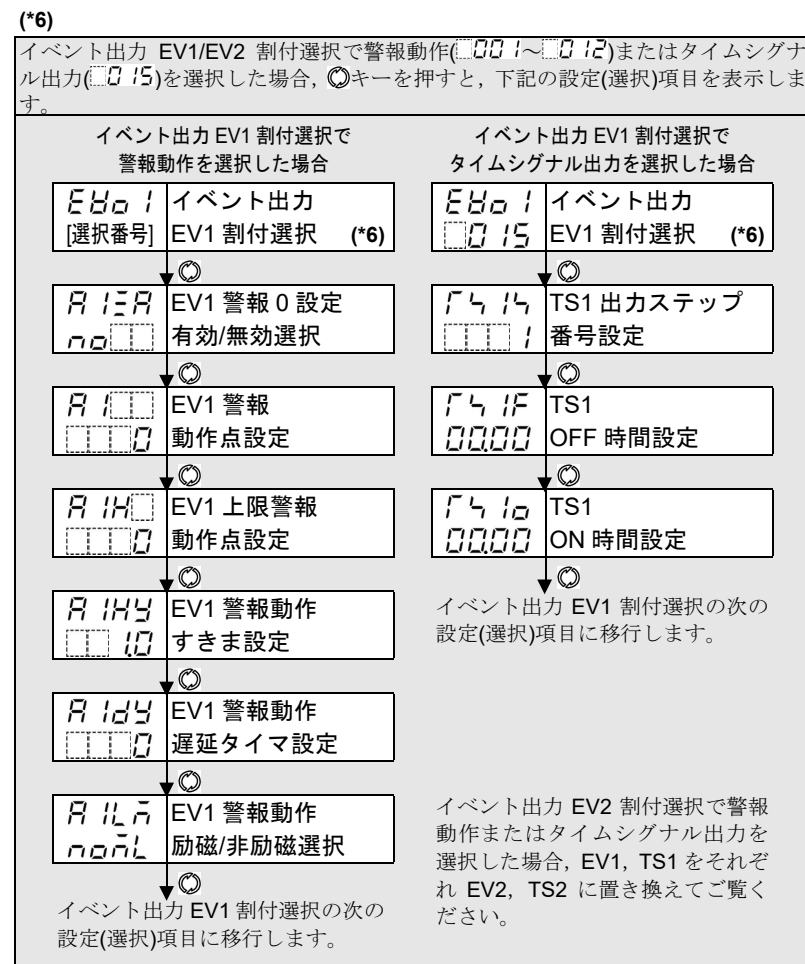 (*6)
イベント出力 EV1/EV2 割付選択で警報動作(001～012)またはタイムシグナ
ル出力(015)を選択した場合, キーを押すと, 下記の設定(選択)項目を表示しま
す。
イベント出力 EV1 割付選択で
警報動作を選択した場合
EVo1 イベント出力
[選択番号] EV1 割付選択 (*6)
A1 A EV1 警報 0 設定
no 有効/無効選択
A1 EV1 警報
0 動作点設定
A1H EV1 上限警報
0 動作点設定
A1HY EV1 警報動作
1.0 すきま設定
A1dY EV1 警報動作
0 遅延タイマ設定
A1Lm EV1 警報動作
nomL 励磁/非励磁選択
イベント出力 EV1 割付選択の次の
設定(選択)項目に移行します。
イベント出力 EV1 割付選択で
タイムシグナル出力を選択した場合
EVo1 イベント出力
015 EV1 割付選択 (*6)
TS1S TS1 出力ステップ
1 番号設定
TS1F TS1
00.00 OFF 時間設定
TS1o TS1
00.00 ON 時間設定
イベント出力 EV1 割付選択の次の
設定(選択)項目に移行します。
イベント出力 EV2 割付選択で警報
動作またはタイムシグナル出力を
選択した場合, EV1, TS1 をそれぞ
れ EV2, TS2 に置き換えてご覧く
ださい。